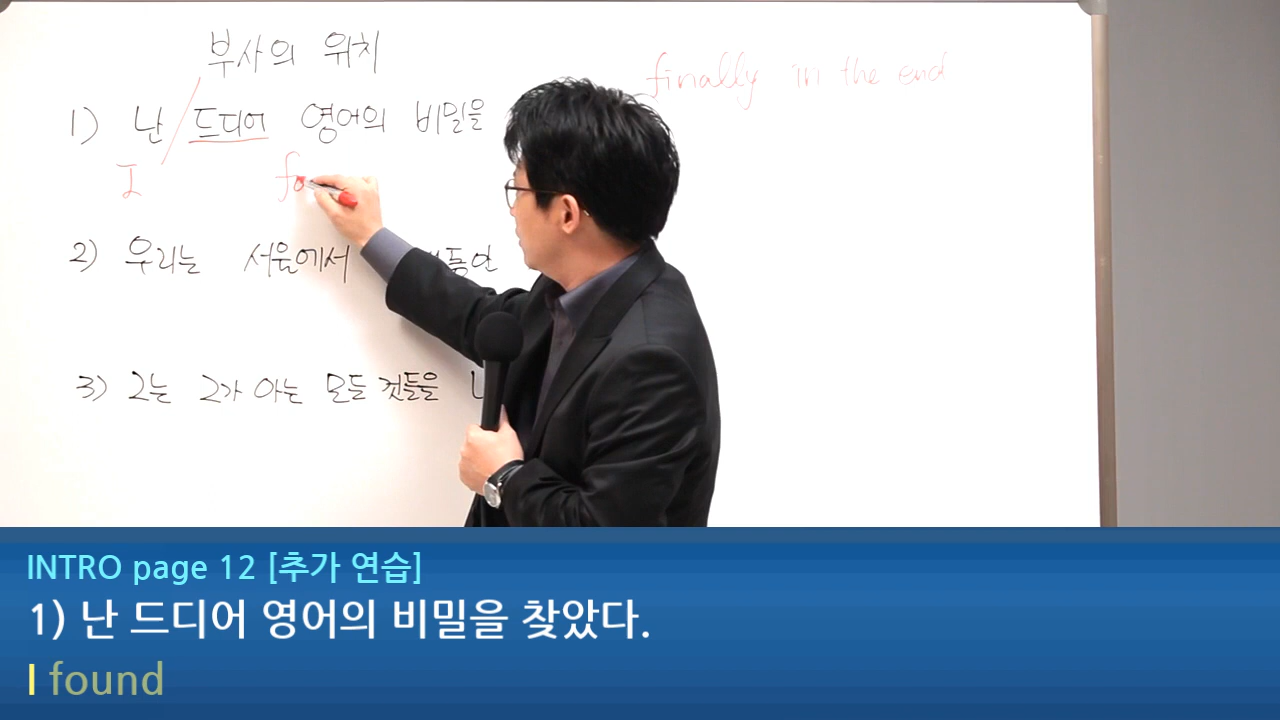 부사의 위치
finally in the end
1) 난 드디어 영어의 비밀을
I fo
2) 우리는 서울에서 동안
3) 그는 그가 아는 모든 것들을
INTRO page 12 [추가 연습]
1) 난 드디어 영어의 비밀을 찾았다.
I found